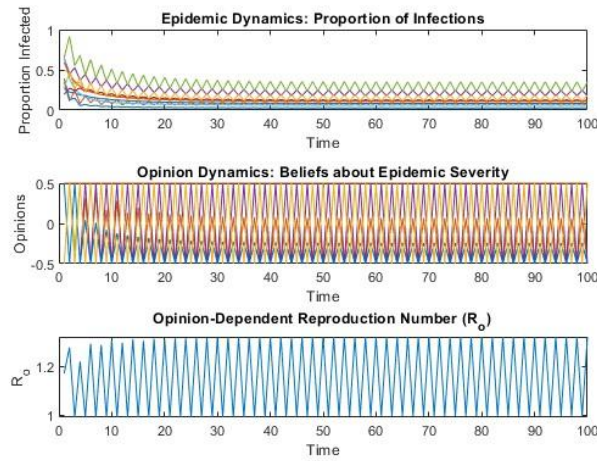 Epidemic Dynamics: Proportion of Infections
1
0.5
0
Proportion Infected
0 10 20 30 40 50 60 70 80 90 100
Time
Opinion Dynamics: Beliefs about Epidemic Severity
0.5
0
-0.5
Opinions
0 10 20 30 40 50 60 70 80 90 100
Time
Opinion-Dependent Reproduction Number (R_o)
1.2
1
R_o
0 10 20 30 40 50 60 70 80 90 100
Time